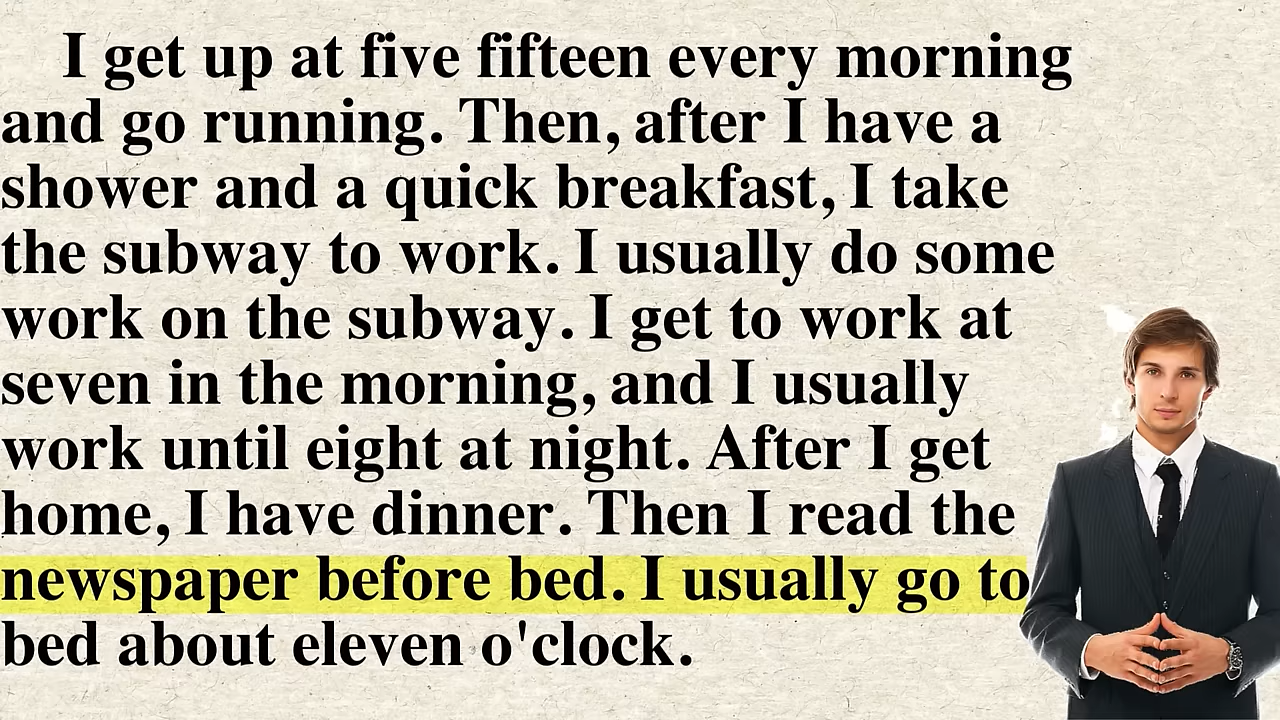 I get up at five fifteen every morning
and go running. Then, after I have a
shower and a quick breakfast, I take
the subway to work. I usually do some
work on the subway. I get to work at
seven in the morning, and I usually
work until eight at night. After I get
home, I have dinner. Then I read the
newspaper before bed. I usually go to
bed about eleven o'clock.